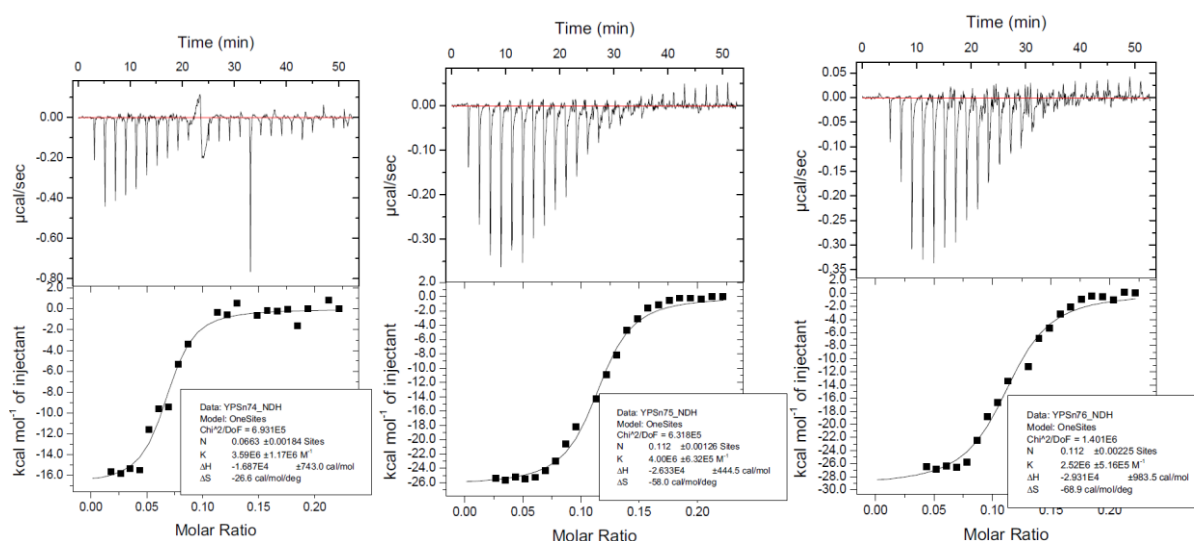 Time (min)
0 10 20 30 40 50
0.00
-0.20
-0.40
-0.60
-0.80
µcal/sec
2.0
0.0
-2.0
-4.0
-6.0
-8.0
-10.0
-12.0
-14.0
-16.0
kcal mol⁻¹ of injectant
Data: YPSn74_NDH
Model: OneSites
Chi^2/DoF = 6.931E5
N 0.0663 ±0.00184 Sites
K 3.59E6 ±1.17E6 M⁻¹
ΔH -1.687E4 ±743.0 cal/mol
ΔS -26.6 cal/mol/deg
0.00 0.05 0.10 0.15 0.20
Molar Ratio
Time (min)
0 10 20 30 40 50
0.00
-0.10
-0.20
-0.30
µcal/sec
2.0
0.0
-2.0
-4.0
-6.0
-8.0
-10.0
-12.0
-14.0
-16.0
-18.0
-20.0
-22.0
-24.0
-26.0
kcal mol⁻¹ of injectant
Data: YPSn75_NDH
Model: OneSites
Chi^2/DoF = 6.318E5
N 0.112 ±0.00126 Sites
K 4.00E6 ±6.32E5 M⁻¹
ΔH -2.633E4 ±444.5 cal/mol
ΔS -58.0 cal/mol/deg
0.00 0.05 0.10 0.15 0.20
Molar Ratio
Time (min)
0 10 20 30 40 50
0.05
0.00
-0.05
-0.10
-0.15
-0.20
-0.25
-0.30
-0.35
µcal/sec
2.0
0.0
-2.0
-4.0
-6.0
-8.0
-10.0
-12.0
-14.0
-16.0
-18.0
-20.0
-22.0
-24.0
-26.0
-28.0
-30.0
kcal mol⁻¹ of injectant
Data: YPSn76_NDH
Model: OneSites
Chi^2/DoF = 1.401E6
N 0.112 ±0.00225 Sites
K 2.52E6 ±5.16E5 M⁻¹
ΔH -2.931E4 ±983.5 cal/mol
ΔS -68.9 cal/mol/deg
0.00 0.05 0.10 0.15 0.20
Molar Ratio